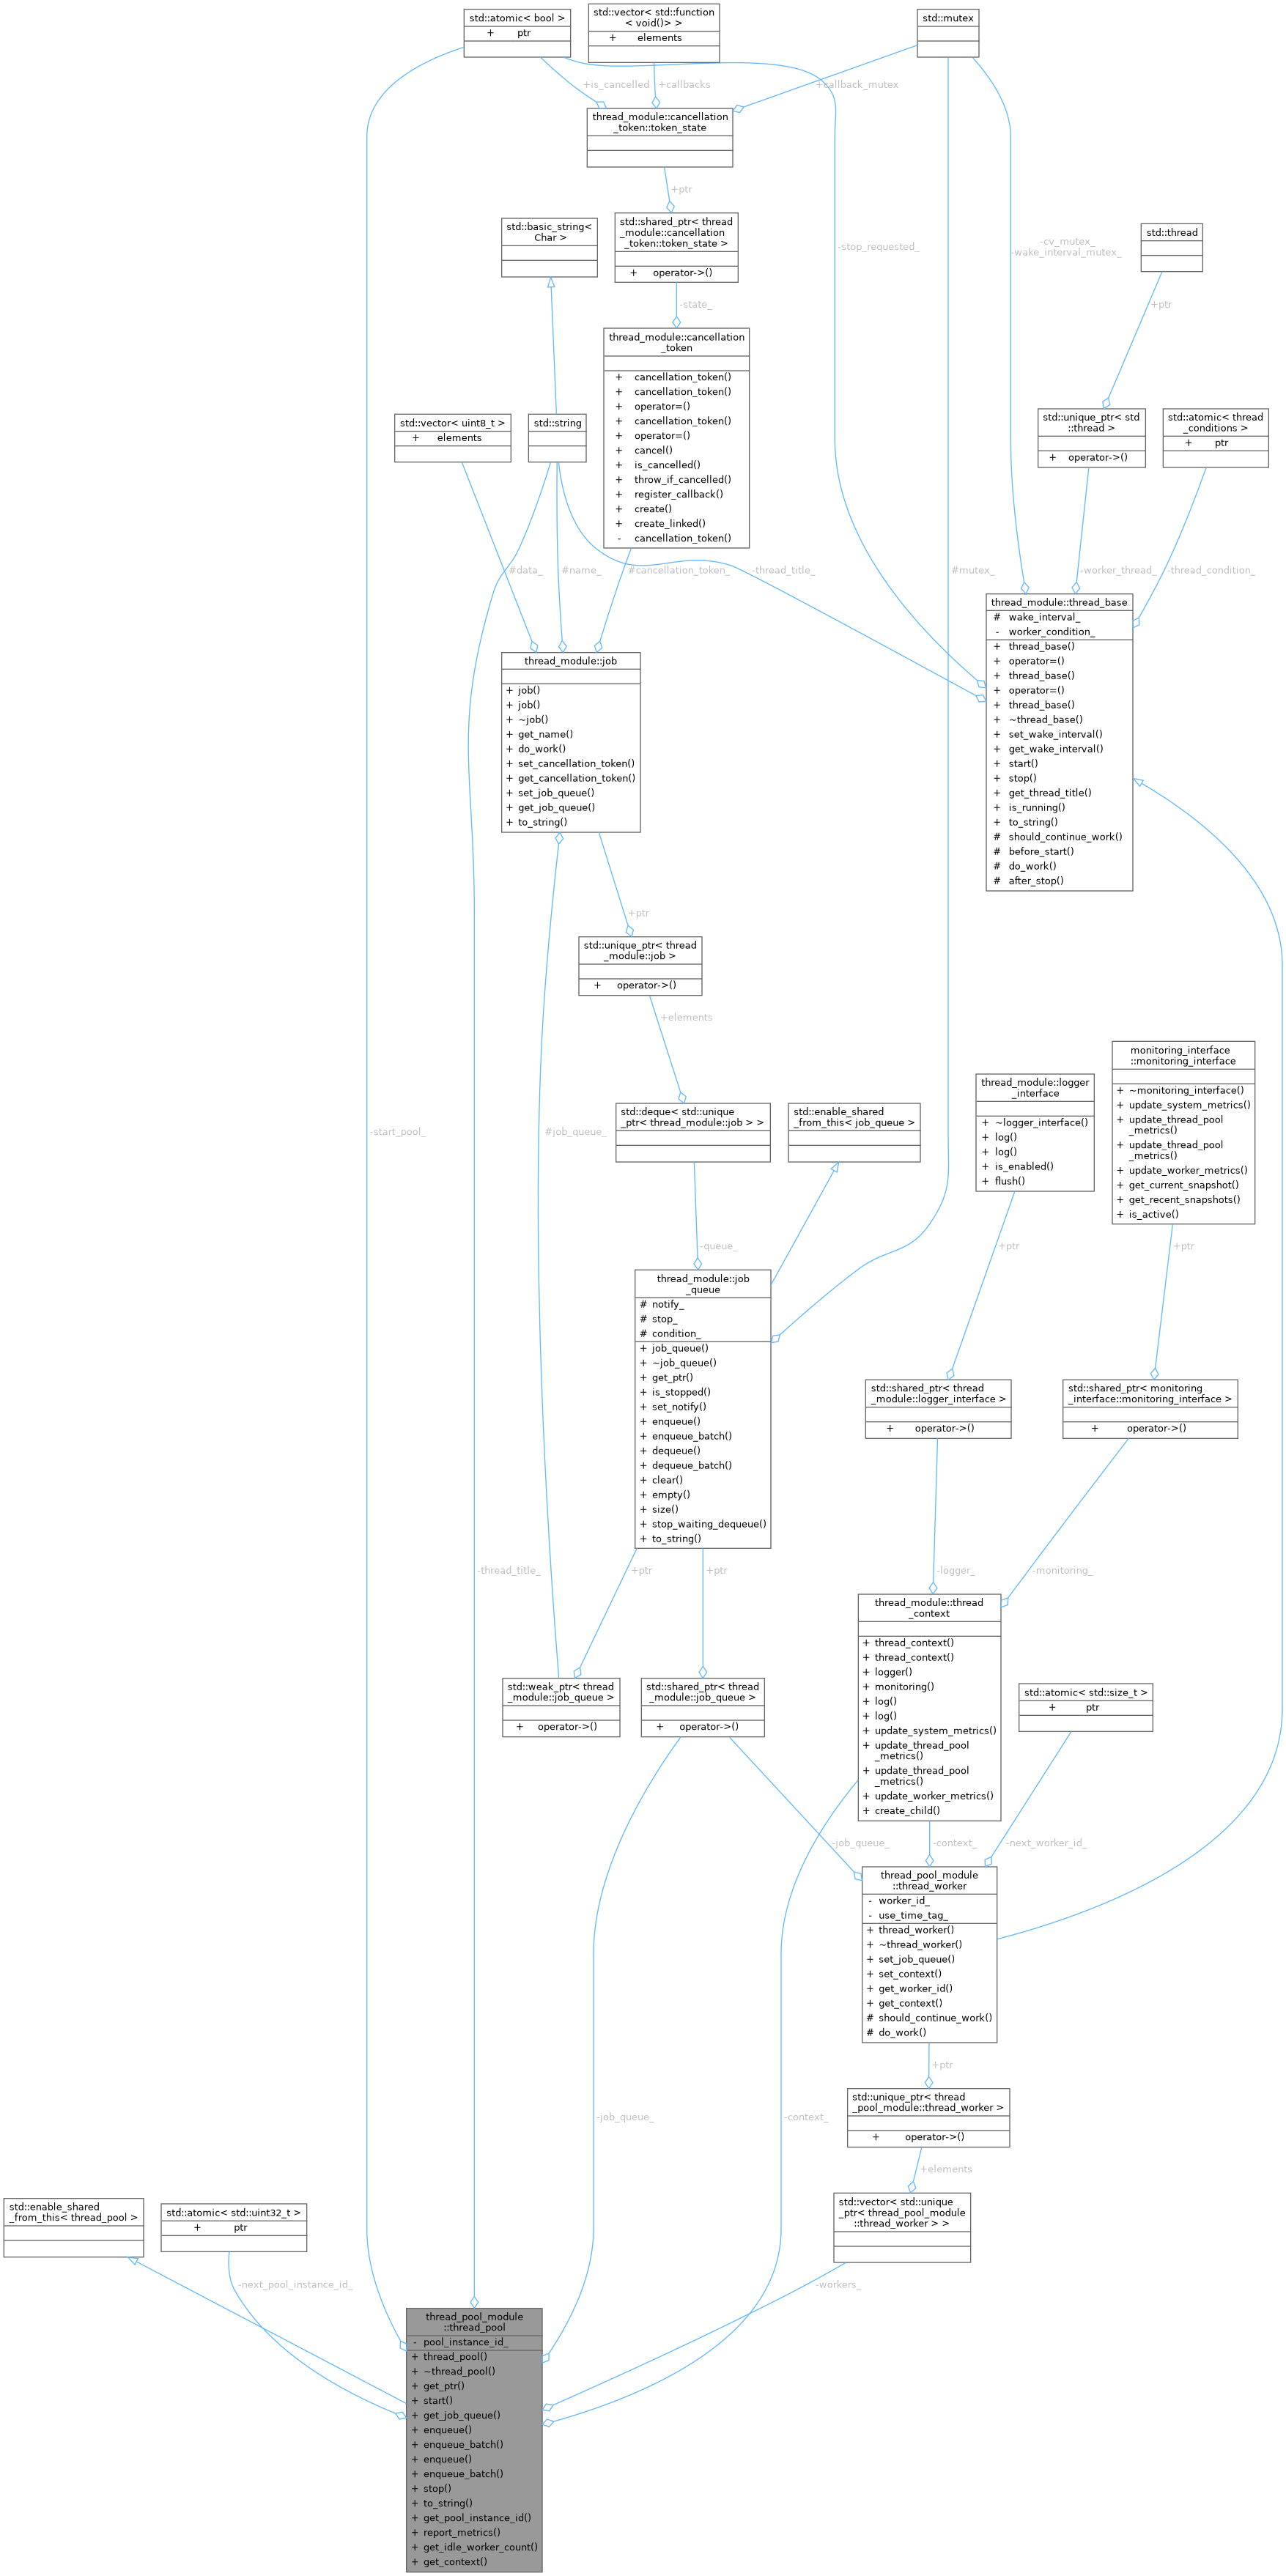 std::atomic< bool >
+ ptr
std::vector< std::function
< void()> >
+ elements
std::mutex
+is_cancelled
+callbacks
+callback_mutex
thread_module::cancellation
_token::token_state
+ptr
std::basic_string<
Char >
std::shared_ptr< thread
_module::cancellation
_token::token_state >
+ operator->()
-stop_requested_
-cv_mutex_
-wake_interval_mutex_
std::thread
+ptr
-state_
thread_module::cancellation
_token
+ cancellation_token()
+ cancellation_token()
+ operator=()
+ cancellation_token()
+ operator=()
+ cancel()
+ is_cancelled()
+ throw_if_cancelled()
+ register_callback()
+ create()
+ create_linked()
- cancellation_token()
std::vector< uint8_t >
+ elements
std::string
std::unique_ptr< std
::thread >
+ operator->()
std::atomic< thread
_conditions >
+ ptr
#data_
#name_
#cancellation_token_
-thread_title_
#mutex_
-worker_thread_
-thread_condition_
thread_module::thread_base
# wake_interval_
- worker_condition_
+ thread_base()
+ operator=()
+ thread_base()
+ operator=()
+ thread_base()
+ ~thread_base()
+ set_wake_interval()
+ get_wake_interval()
+ start()
+ stop()
+ get_thread_title()
+ is_running()
+ to_string()
# should_continue_work()
# before_start()
# do_work()
# after_stop()
thread_module::job
+ job()
+ job()
+ ~job()
+ get_name()
+ do_work()
+ set_cancellation_token()
+ get_cancellation_token()
+ set_job_queue()
+ get_job_queue()
+ to_string()
+ptr
std::unique_ptr< thread
_module::job >
+ operator->()
+elements
-start_pool_
#job_queue_
std::deque< std::unique
_ptr< thread_module::job > >
std::enable_shared
_from_this< job_queue >
thread_module::logger
_interface
+ ~logger_interface()
+ log()
+ log()
+ is_enabled()
+ flush()
monitoring_interface
::monitoring_interface
+ ~monitoring_interface()
+ update_system_metrics()
+ update_thread_pool
_metrics()
+ update_thread_pool
_metrics()
+ update_worker_metrics()
+ get_current_snapshot()
+ get_recent_snapshots()
+ is_active()
-queue_
+ptr
+ptr
thread_module::job
_queue
# notify_
# stop_
# condition_
+ job_queue()
+ ~job_queue()
+ get_ptr()
+ is_stopped()
+ set_notify()
+ enqueue()
+ enqueue_batch()
+ dequeue()
+ dequeue_batch()
+ clear()
+ empty()
+ size()
+ stop_waiting_dequeue()
+ to_string()
std::shared_ptr< thread
_module::logger_interface >
+ operator->()
std::shared_ptr< monitoring
_interface::monitoring_interface >
+ operator->()
-thread_title_
+ptr
+ptr
-logger_
-monitoring_
thread_module::thread
_context
+ thread_context()
+ thread_context()
+ logger()
+ monitoring()
+ log()
+ log()
+ update_system_metrics()
+ update_thread_pool
_metrics()
+ update_thread_pool
_metrics()
+ update_worker_metrics()
+ create_child()
std::weak_ptr< thread
_module::job_queue >
+ operator->()
std::shared_ptr< thread
_module::job_queue >
+ operator->()
std::atomic< std::size_t >
+ ptr
-job_queue_
-context_
-next_worker_id_
thread_pool_module
::thread_worker
- worker_id_
- use_time_tag_
+ thread_worker()
+ ~thread_worker()
+ set_job_queue()
+ set_context()
+ get_worker_id()
+ get_context()
# should_continue_work()
# do_work()
+ptr
std::unique_ptr< thread
_pool_module::thread_worker >
+ operator->()
-job_queue_
-context_
+elements
std::vector< std::unique
_ptr< thread_pool_module
::thread_worker > >
std::enable_shared
_from_this< thread_pool >
std::atomic< std::uint32_t >
+ ptr
-next_pool_instance_id_
-workers_
thread_pool_module
::thread_pool
- pool_instance_id_
+ thread_pool()
+ ~thread_pool()
+ get_ptr()
+ start()
+ get_job_queue()
+ enqueue()
+ enqueue_batch()
+ enqueue()
+ enqueue_batch()
+ stop()
+ to_string()
+ get_pool_instance_id()
+ report_metrics()
+ get_idle_worker_count()
+ get_context()